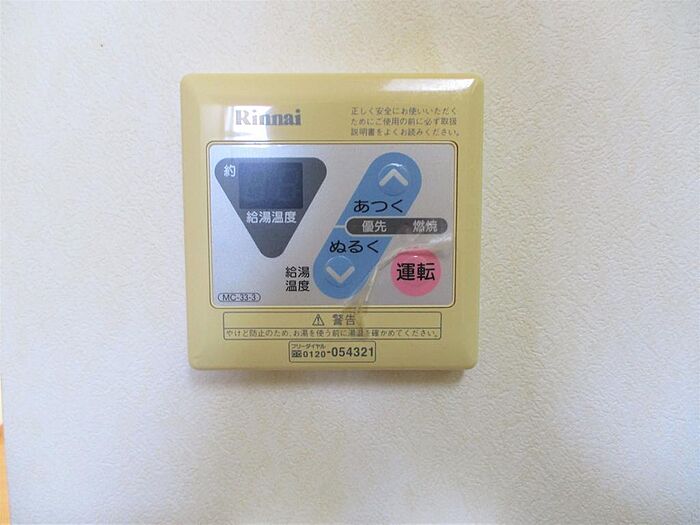 Rinnai
正しく安全にお使いいただく
ためにご使用の前に必ず取扱
説明書をよくお読みください。
約
給湯温度
あつく
優先 燃焼
ぬるく
給湯
温度
運転
MC-33-3
⚠警告
やけど防止のため、お湯を使う前に湯温を確かめてください。
フリーダイヤル
0120-054321